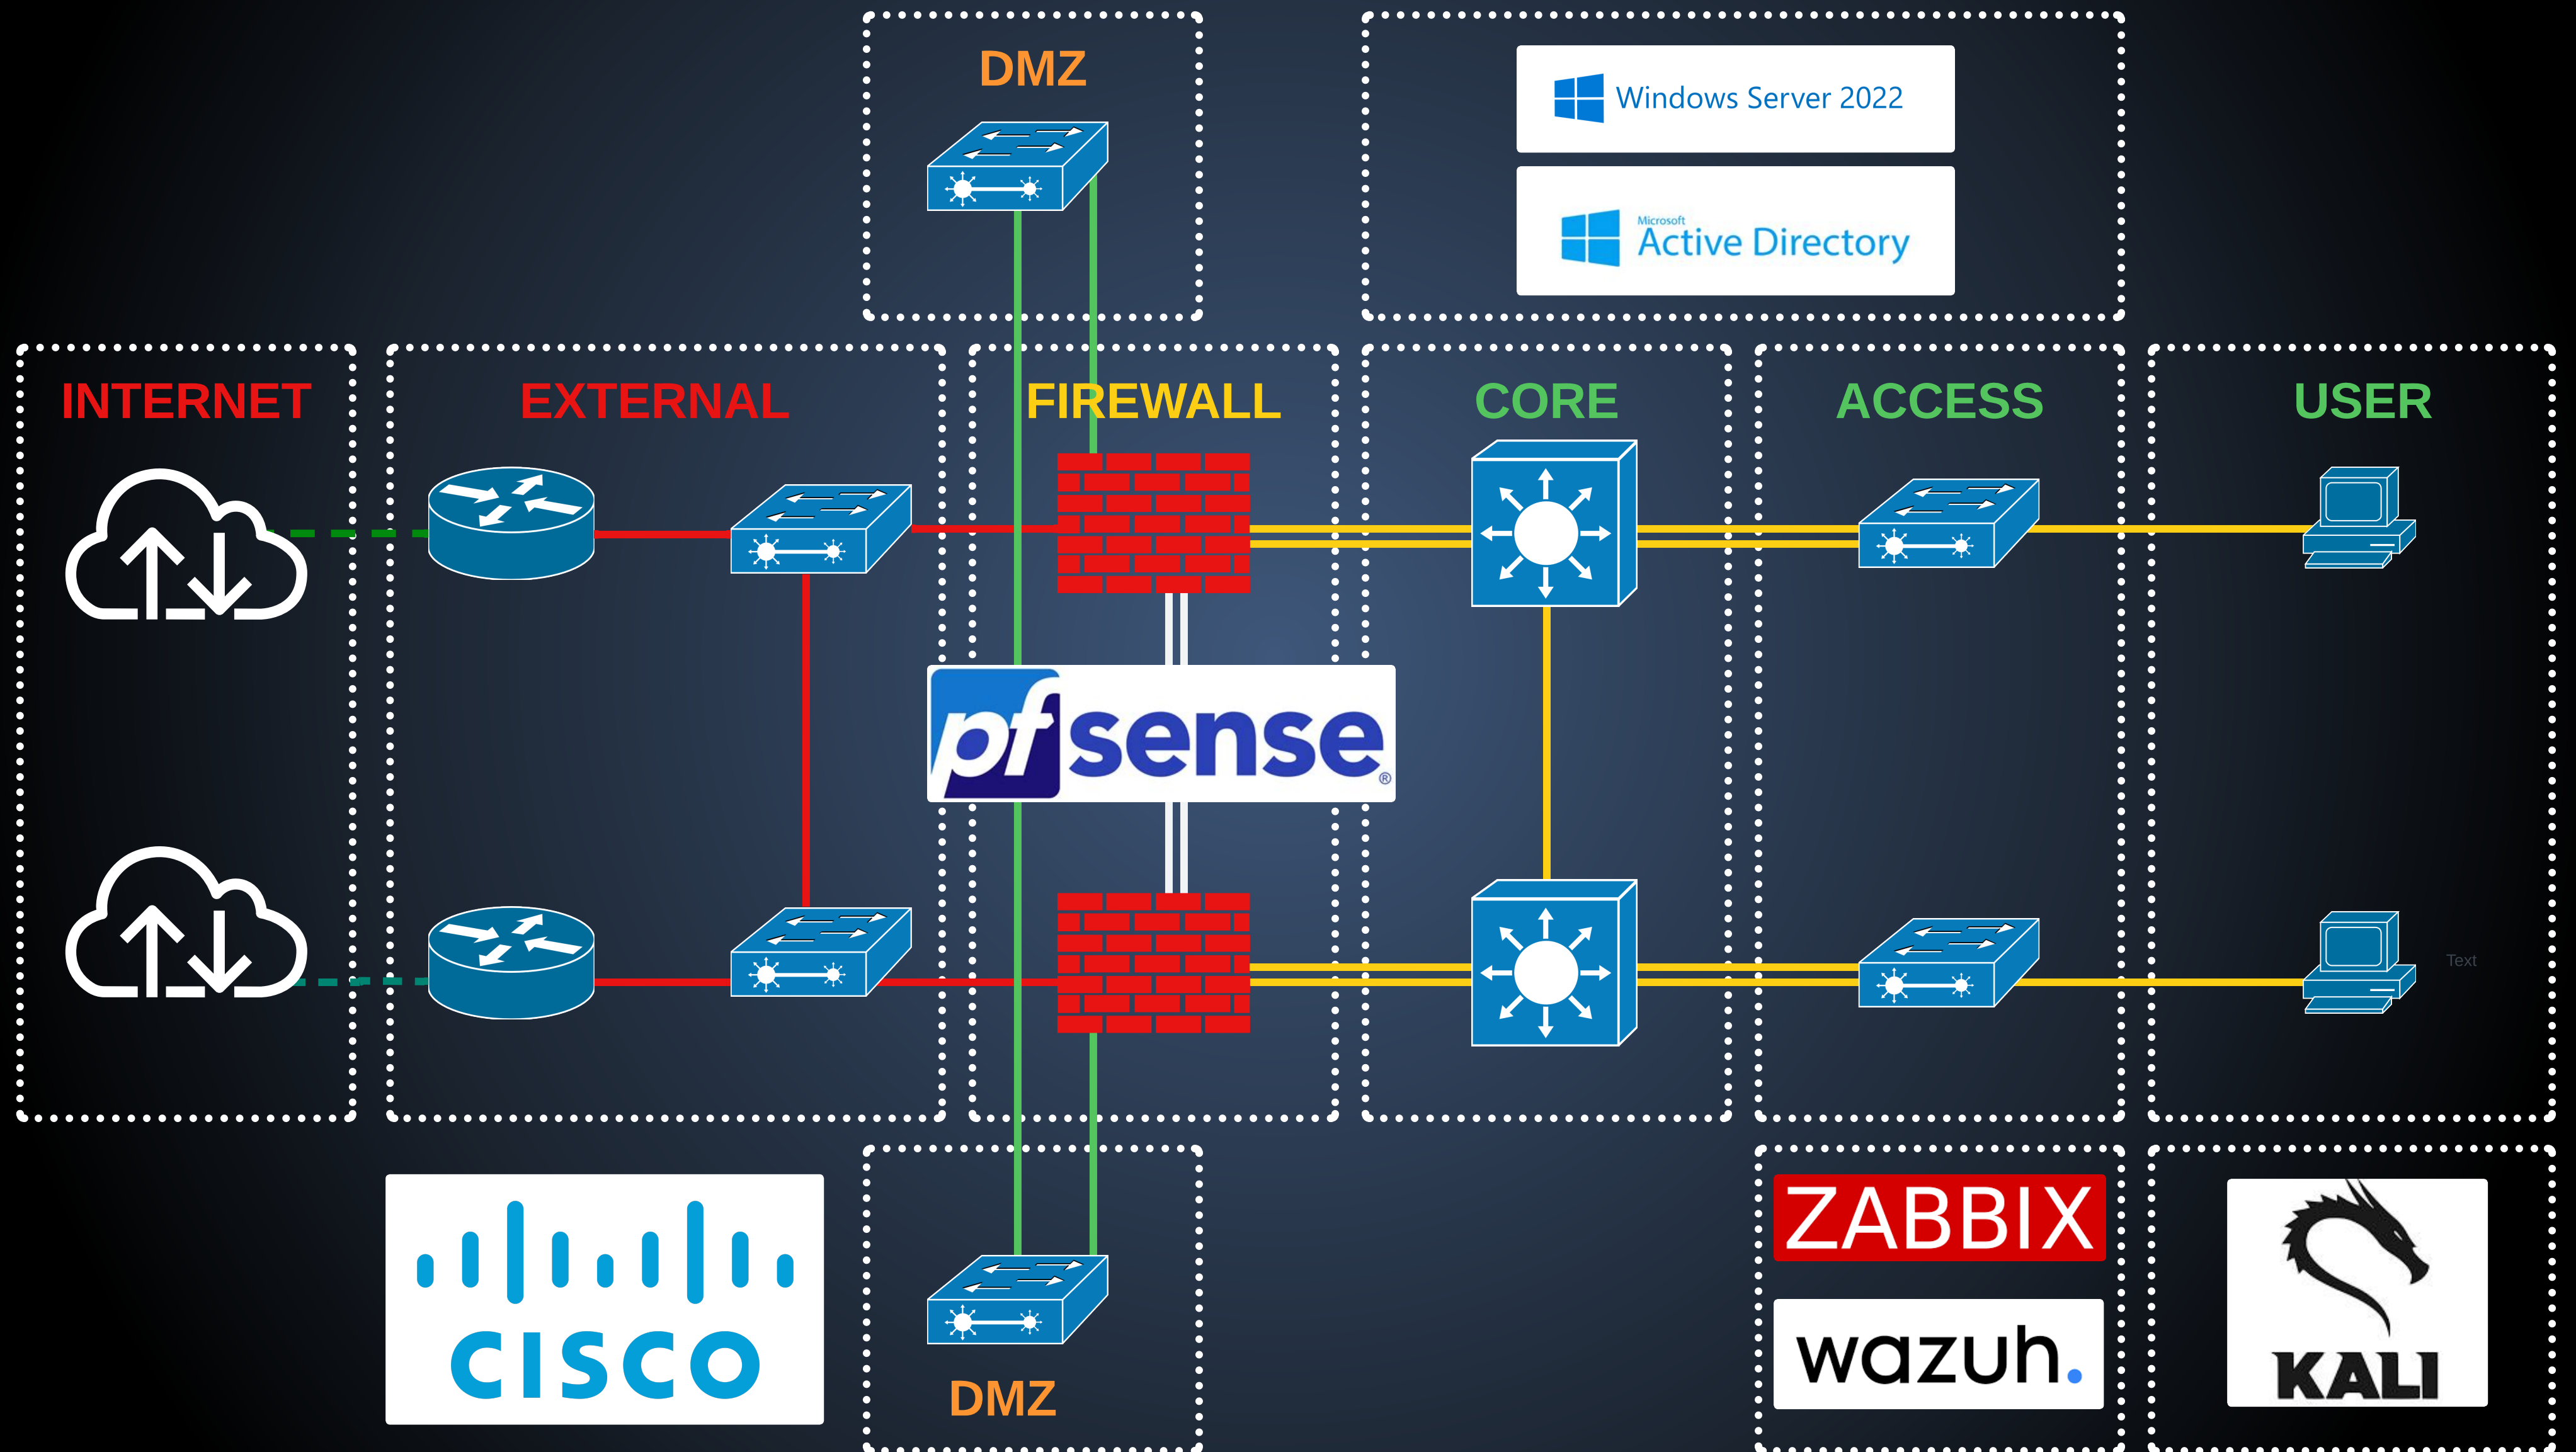 DMZ
Windows Server 2022
Microsoft
Active Directory
INTERNET
EXTERNAL
FIREWALL
CORE
ACCESS
USER
pfsense®
Text
CISCO
DMZ
ZABBIX
wazuh.
KALI